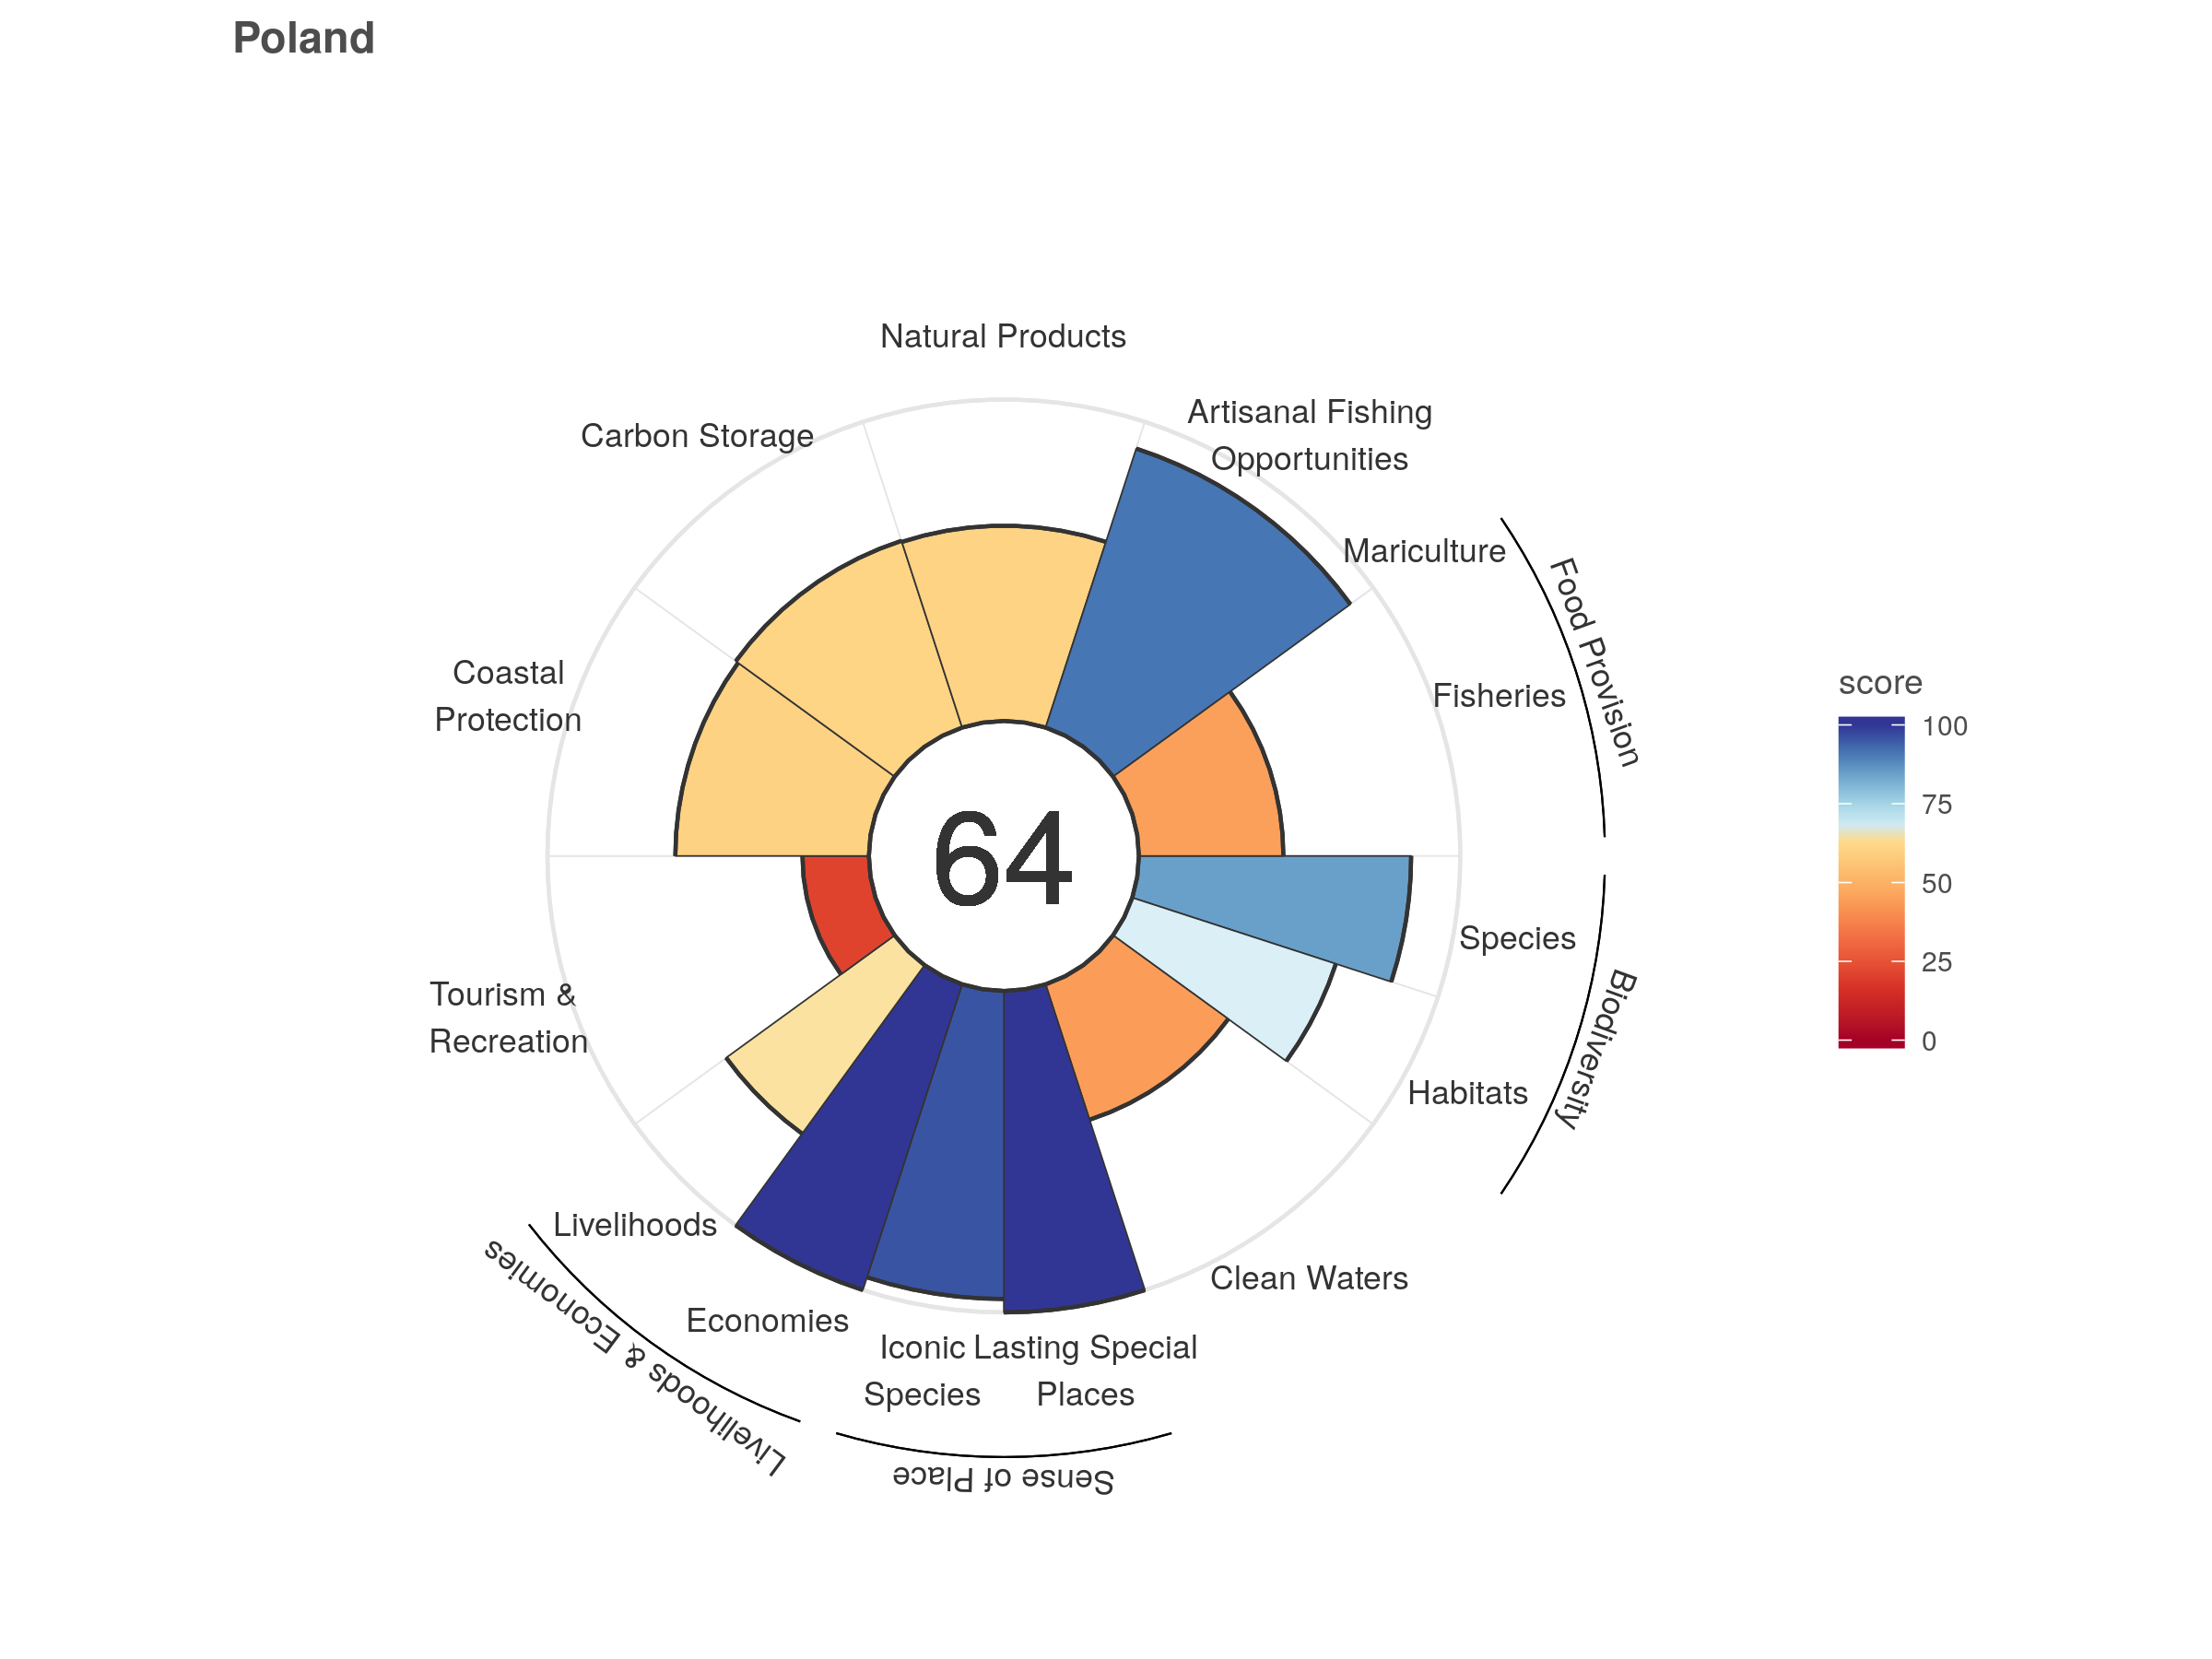 Poland
Natural Products
Artisanal Fishing
Opportunities
Carbon Storage
Mariculture
Food Provision
Fisheries
Coastal
Protection
64
Species
Biodiversity
Habitats
Tourism &
Recreation
Livelihoods
Livelihoods & Economies
Economies
Clean Waters
Iconic
Species
Lasting Special
Places
Sense of Place
score
100
75
50
25
0